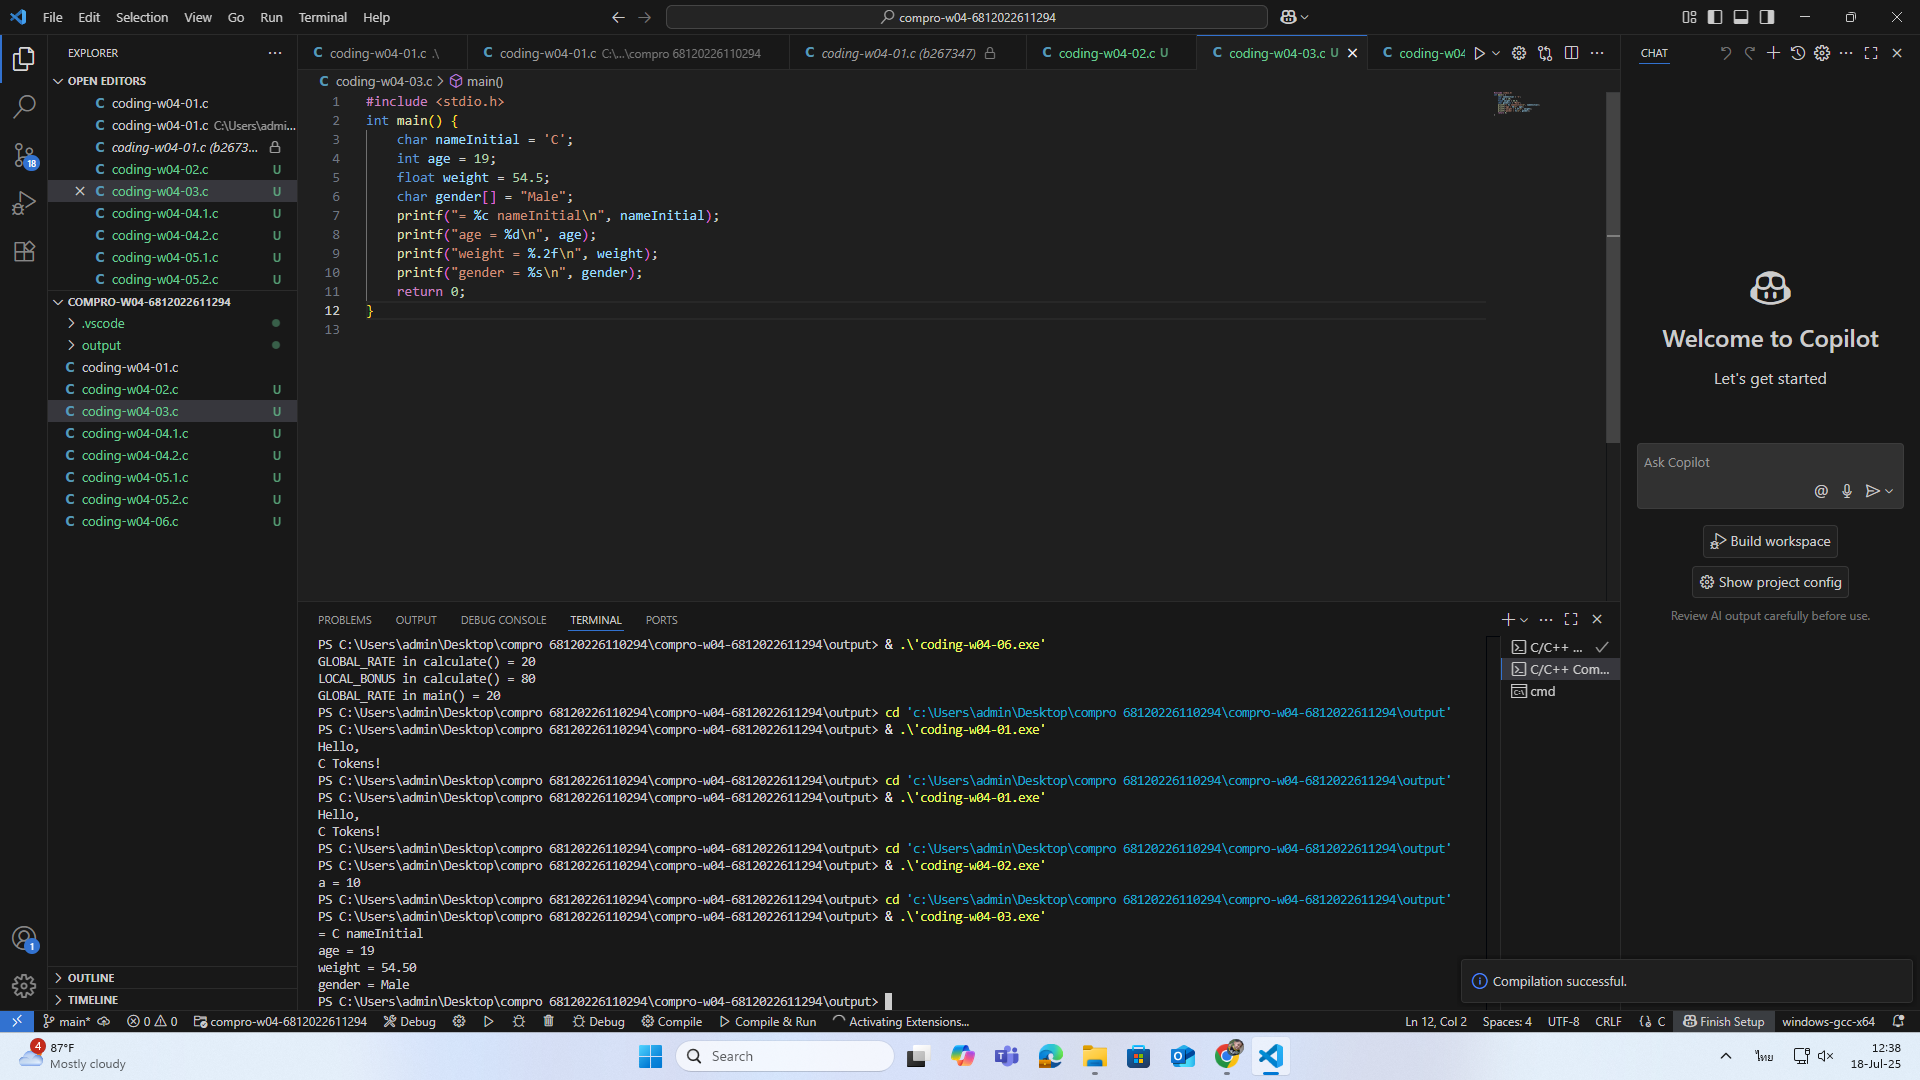 File Edit Selection View Go Run Terminal Help
compro-w04-6812022611294
EXPLORER
OPEN EDITORS
coding-w04-01.c
coding-w04-01.c C:\Users\admi...
coding-w04-01.c (b2673...
coding-w04-02.c U
coding-w04-03.c U
coding-w04-04.1.c U
coding-w04-04.2.c U
coding-w04-05.1.c U
coding-w04-05.2.c U
COMPRO-W04-6812022611294
.vscode
output
C coding-w04-01.c
C coding-w04-02.c U
C coding-w04-03.c U
C coding-w04-04.1.c U
C coding-w04-04.2.c U
C coding-w04-05.1.c U
C coding-w04-05.2.c U
C coding-w04-06.c U
OUTLINE
TIMELINE
18
1
C coding-w04-01.c .\
C coding-w04-01.c C:\...\compro 68120226110294
C coding-w04-01.c (b267347)
C coding-w04-02.c U
C coding-w04-03.c U
C coding-w04
C coding-w04-03.c > main()
1 #include <stdio.h>
2 int main() {
3 char nameInitial = 'C';
4 int age = 19;
5 float weight = 54.5;
6 char gender[] = "Male";
7 printf("= %c nameInitial\n", nameInitial);
8 printf("age = %d\n", age);
9 printf("weight = %.2f\n", weight);
10 printf("gender = %s\n", gender);
11 return 0;
12 }
13
PROBLEMS OUTPUT DEBUG CONSOLE TERMINAL PORTS
PS C:\Users\admin\Desktop\compro 68120226110294\compro-w04-6812022611294\output> & .\'coding-w04-06.exe'
GLOBAL_RATE in calculate() = 20
LOCAL_BONUS in calculate() = 80
GLOBAL_RATE in main() = 20
PS C:\Users\admin\Desktop\compro 68120226110294\compro-w04-6812022611294\output> cd 'c:\Users\admin\Desktop\compro 68120226110294\compro-w04-6812022611294\output'
PS C:\Users\admin\Desktop\compro 68120226110294\compro-w04-6812022611294\output> & .\'coding-w04-01.exe'
Hello,
C Tokens!
PS C:\Users\admin\Desktop\compro 68120226110294\compro-w04-6812022611294\output> cd 'c:\Users\admin\Desktop\compro 68120226110294\compro-w04-6812022611294\output'
PS C:\Users\admin\Desktop\compro 68120226110294\compro-w04-6812022611294\output> & .\'coding-w04-01.exe'
Hello,
C Tokens!
PS C:\Users\admin\Desktop\compro 68120226110294\compro-w04-6812022611294\output> cd 'c:\Users\admin\Desktop\compro 68120226110294\compro-w04-6812022611294\output'
PS C:\Users\admin\Desktop\compro 68120226110294\compro-w04-6812022611294\output> & .\'coding-w04-02.exe'
a = 10
PS C:\Users\admin\Desktop\compro 68120226110294\compro-w04-6812022611294\output> cd 'c:\Users\admin\Desktop\compro 68120226110294\compro-w04-6812022611294\output'
PS C:\Users\admin\Desktop\compro 68120226110294\compro-w04-6812022611294\output> & .\'coding-w04-03.exe'
= C nameInitial
age = 19
weight = 54.50
gender = Male
PS C:\Users\admin\Desktop\compro 68120226110294\compro-w04-6812022611294\output>
C/C++ ...
C/C++ Com...
cmd
CHAT
Welcome to Copilot
Let's get started
Ask Copilot
@
Build workspace
Show project config
Review AI output carefully before use.
Compilation successful.
main* 0 0 compro-w04-6812022611294 Debug Debug Compile Compile & Run Activating Extensions... Ln 12, Col 2 Spaces: 4 UTF-8 CRLF {} C Finish Setup windows-gcc-x64
4
87°F
Mostly cloudy
Search
ไทย
12:38
18-Jul-25